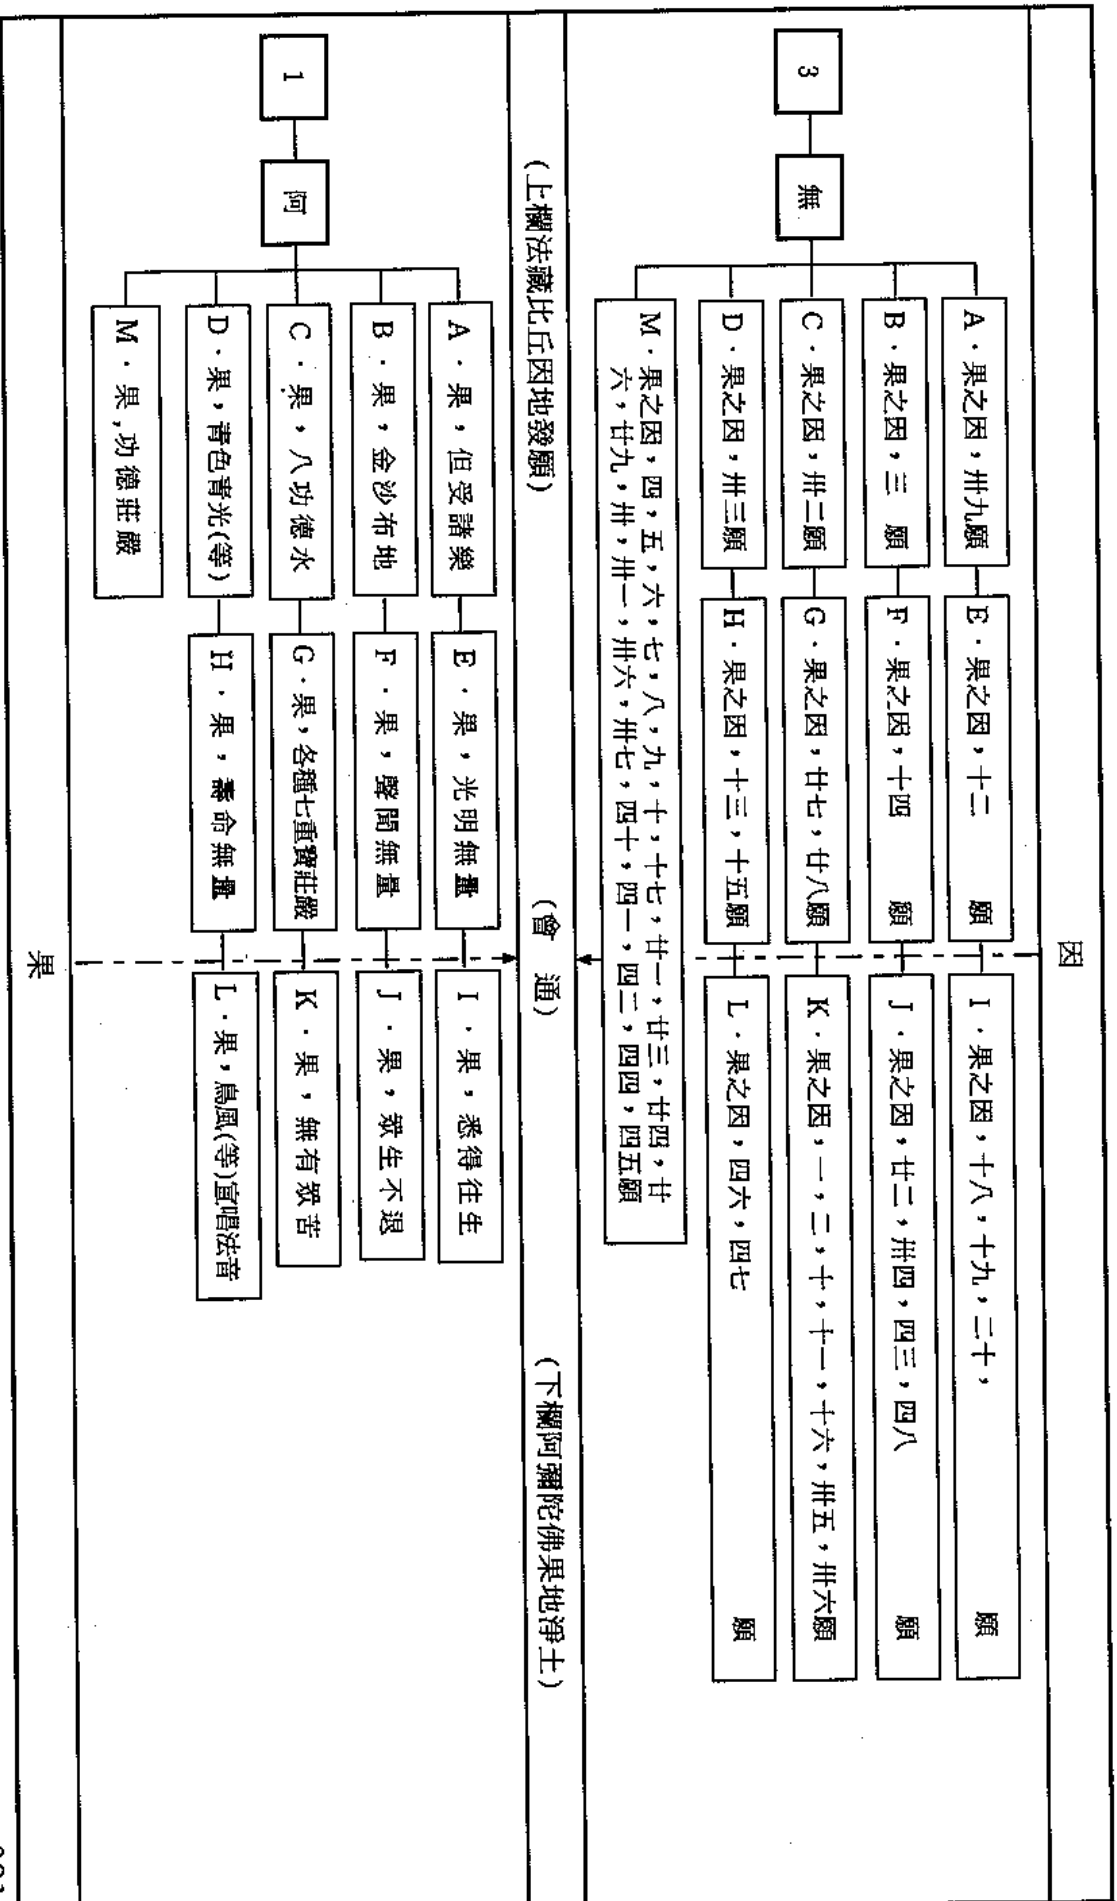 因
3
無
A．果之因，卅九願
E．果之因，十二　願
I．果之因，十八，十九，二十，　願
B．果之因，三　願
F．果之因，十四　願
J．果之因，廿二，卅四，四三，四八　願
C．果之因，卅二願
G．果之因，廿七，廿八願
K．果之因，一，二，十，十一，十六，卅五，卅六願
D．果之因，卅三願
H．果之因，十三，十五願
L．果之因，四六，四七　願
M．果之因，四，五，六，七，八，九，十，十七，廿一，廿三，廿四，廿
六，廿九，卅，卅一，卅六，卅七，四十，四一，四二，四四，四五願
(上欄法藏比丘因地發願)
(會　通)
(下欄阿彌陀佛果地淨土)
1
阿
A．果，但受諸樂
E．果，光明無量
I．果，悉得往生
B．果，金沙布地
F．果，聲聞無量
J．果，眾生不退
C．果，八功德水
G．果，各種七重寶莊嚴
K．果，無有眾苦
D．果，青色青光(等)
H．果，壽命無量
L．果，鳥風(等)宣唱法音
M．果,功德莊嚴
果